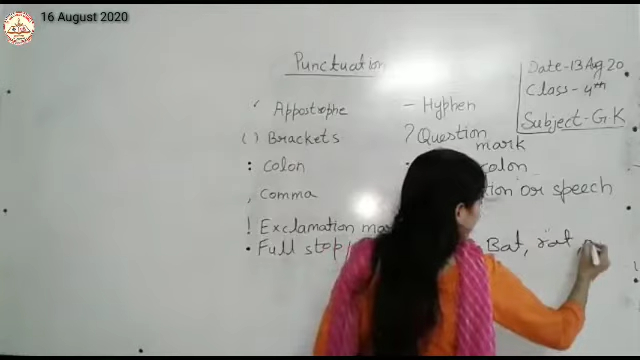 16 August 2020
Punctuation
Date-13 Aug 20
Class-4th
Subject-GK
' Appostrophe
( ) Brackets
: Colon
, Comma
! Exclamation
. Full stop
- Hyphen
? Question
mark
colon
or speech
Bat, rat